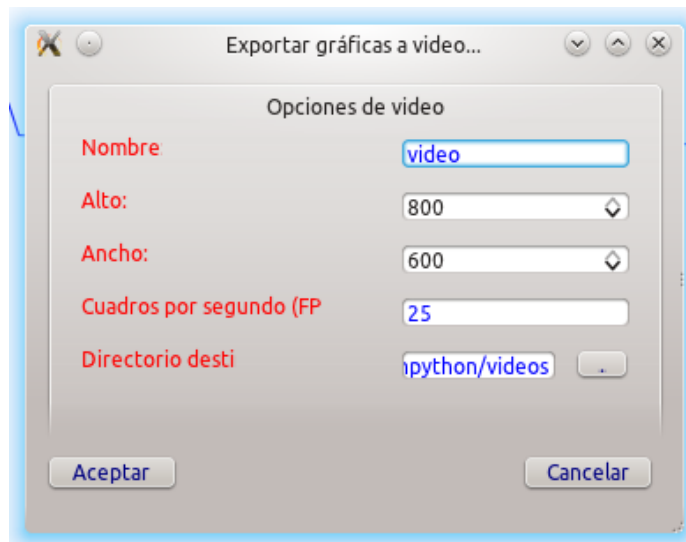 Exportar gráficas a video...
Opciones de video
Nombre: video
Alto: 800
Ancho: 600
Cuadros por segundo (FP 25
Directorio desti npython/videos .
Aceptar Cancelar